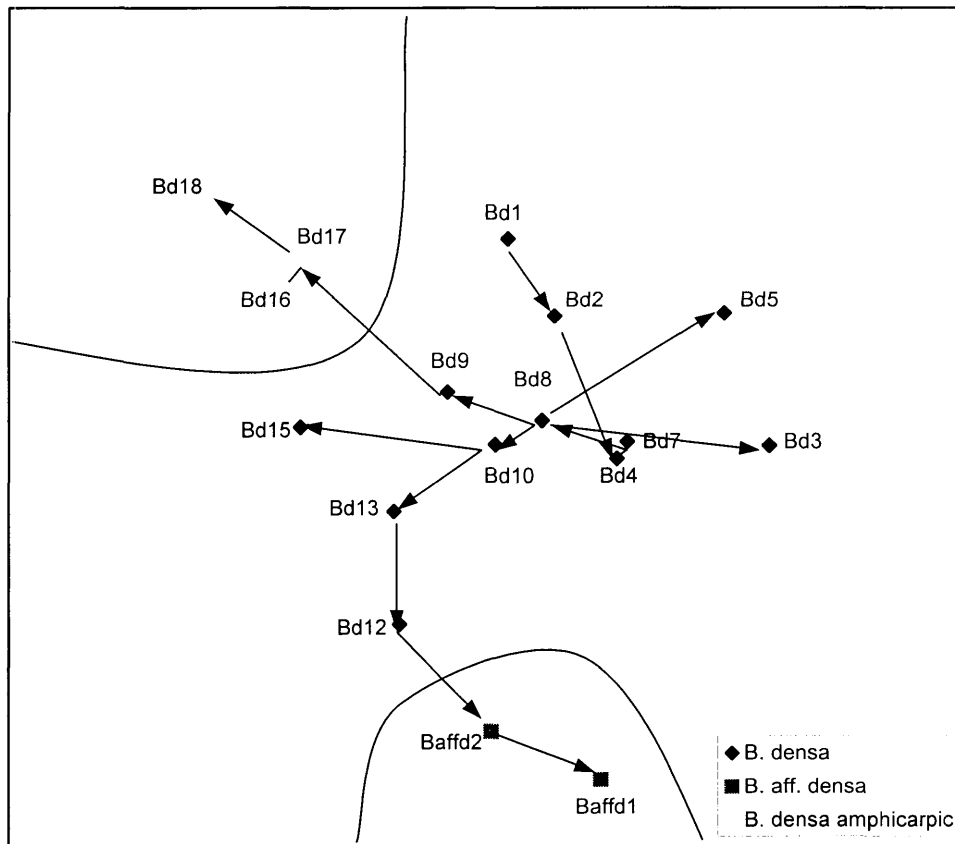 Bd18
Bd1
Bd17
Bd16
Bd2
Bd5
Bd9
Bd8
Bd15
Bd7
Bd3
Bd10
Bd4
Bd13
Bd12
Baffd2
Baffd1
B. densa
B. aff. densa
B. densa amphicarpic